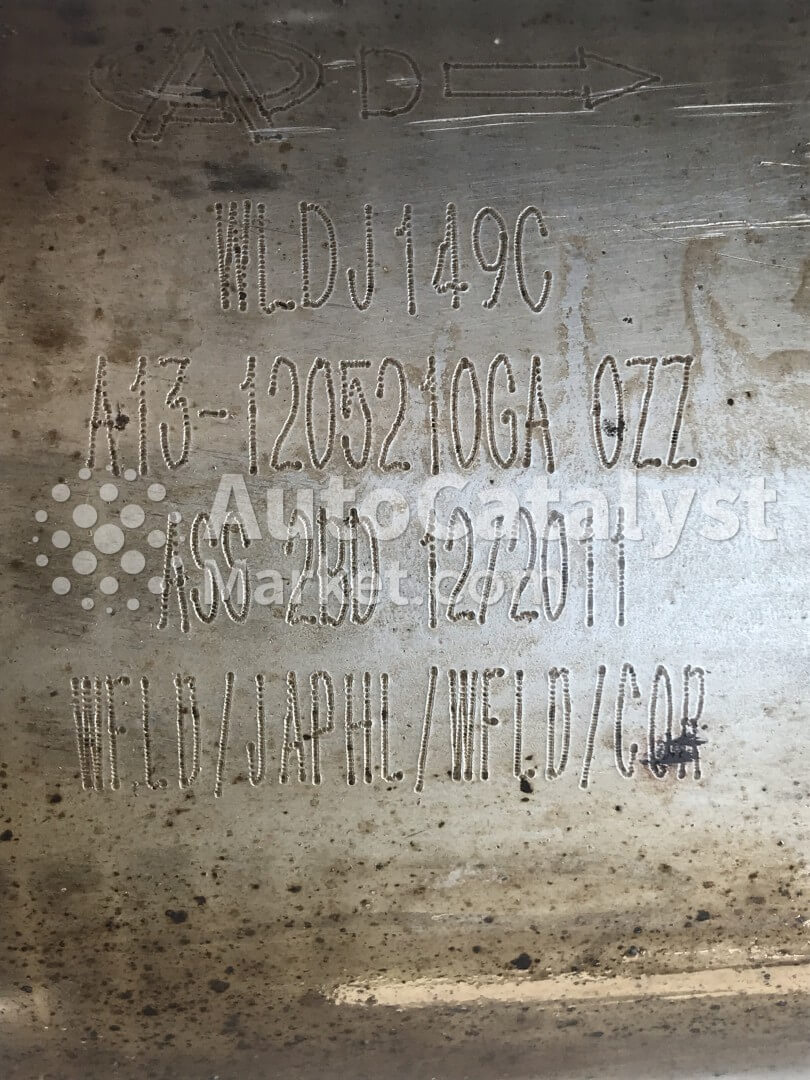 D
WLDJ149C
A13-1205210GA 0ZZ
AutoCatalyst
Market.com
ASS 2BD 12/2011
WFLD/JAPHL/WFLD/COR